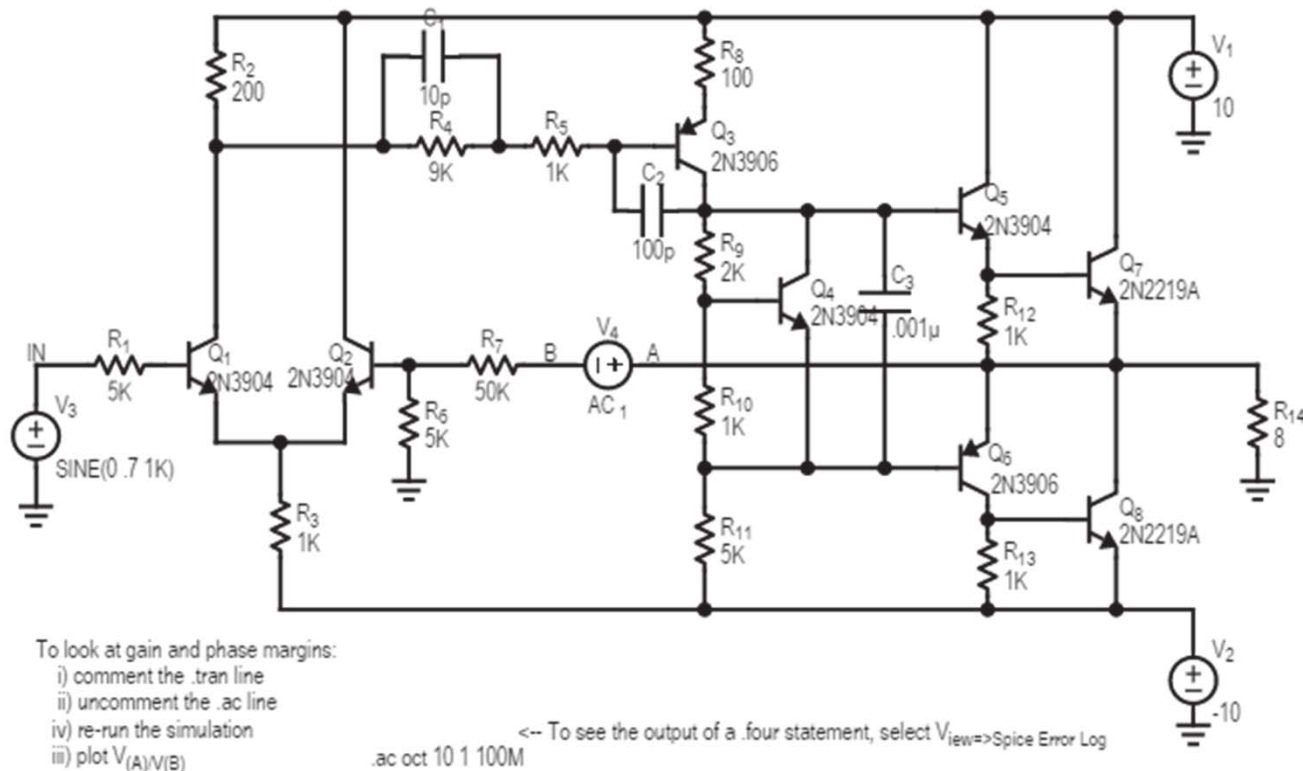 C1
10p
R2
200
R4
9K
R5
1K
R8
100
Q3
2N3906
C2
100p
V1
10
R9
2K
Q4
2N3904
C3
.001µ
Q5
2N3904
Q7
2N2219A
R12
1K
IN
R1
5K
Q1
2N3904
Q2
2N3904
R7
50K
B
V4
A
AC 1
R6
5K
R10
1K
R14
8
V3
SINE(0 .7 1K)
Q6
2N3906
Q8
2N2219A
R3
1K
R11
5K
R13
1K
V2
-10
To look at gain and phase margins:
i) comment the .tran line
ii) uncomment the .ac line
iv) re-run the simulation
iii) plot V(A)/V(B)
.ac oct 10 1 100M
<-- To see the output of a .four statement, select View=>Spice Error Log